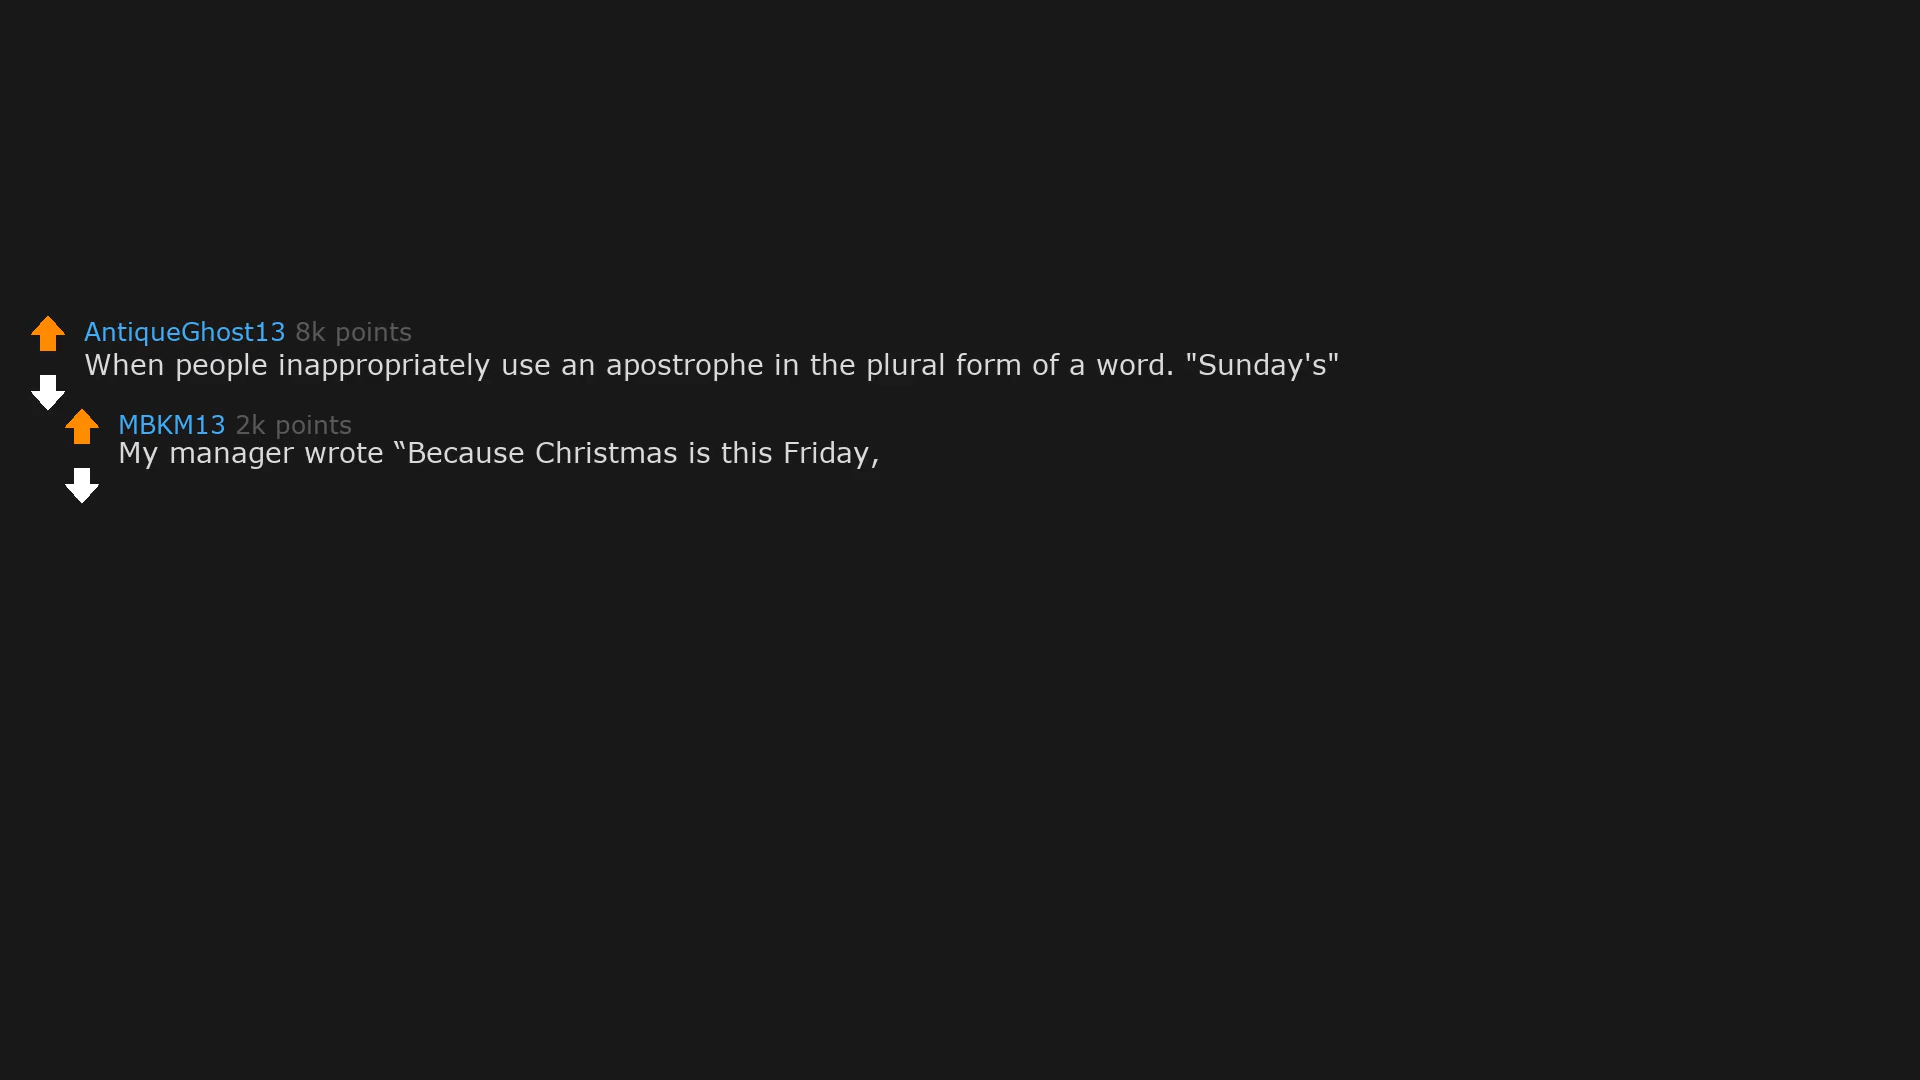 AntiqueGhost13 8k points
When people inappropriately use an apostrophe in the plural form of a word. "Sunday's"
MBKM13 2k points
My manager wrote “Because Christmas is this Friday,